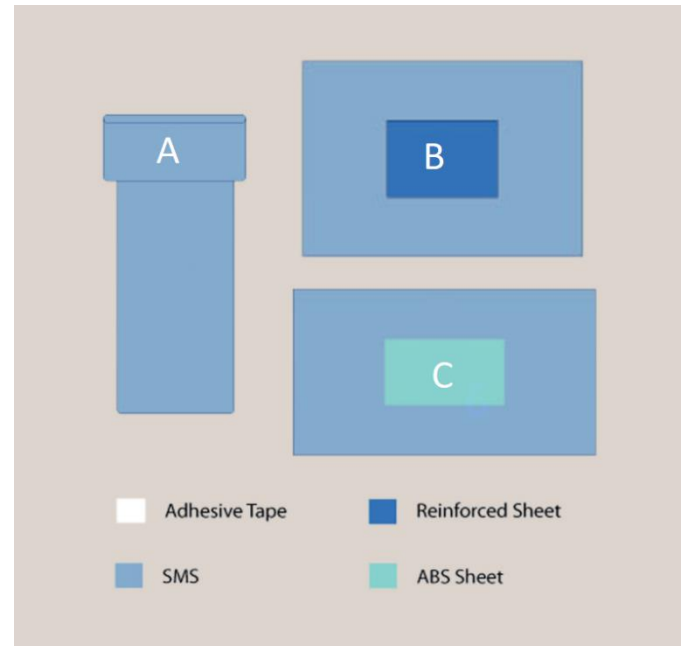 A
B
C
Adhesive Tape
Reinforced Sheet
SMS
ABS Sheet